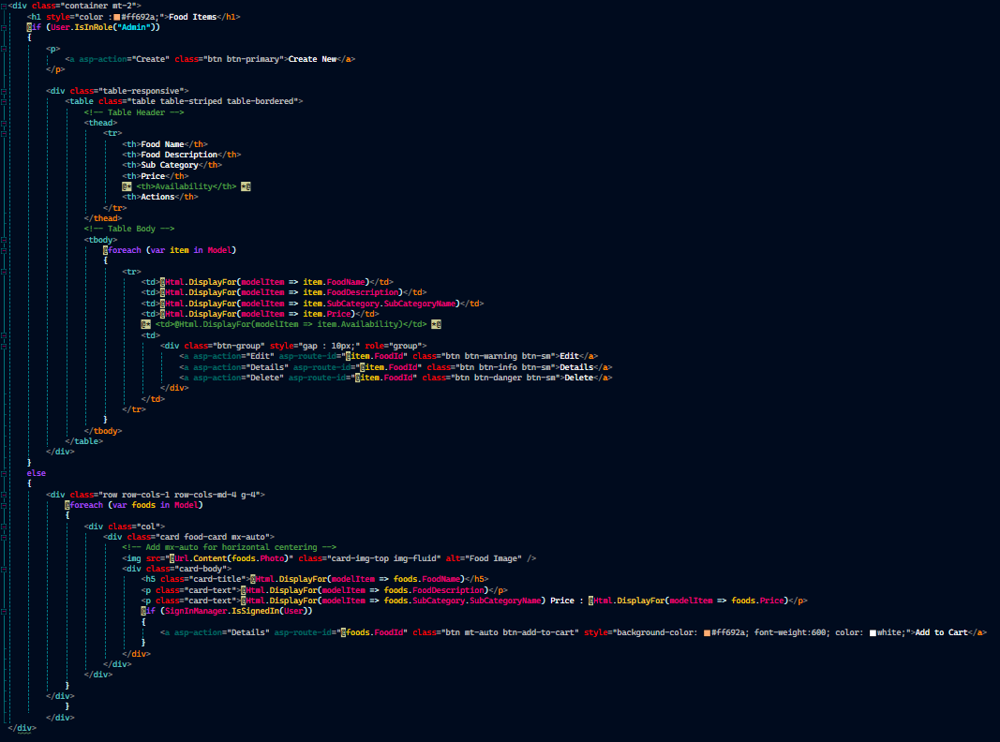 <div class="container mt-2">
<h1 style="color :#ff692a;">Food Items</h1>
@if (User.IsInRole("Admin"))
{
<p>
<a asp-action="Create" class="btn btn-primary">Create New</a>
</p>
<div class="table-responsive">
<table class="table table-striped table-bordered">
<!-- Table Header -->
<thead>
<tr>
<th>Food Name</th>
<th>Food Description</th>
<th>Sub Category</th>
<th>Price</th>
@* <th>Availability</th> *@
<th>Actions</th>
</tr>
</thead>
<!-- Table Body -->
<tbody>
@foreach (var item in Model)
{
<tr>
<td>@Html.DisplayFor(modelItem => item.FoodName)</td>
<td>@Html.DisplayFor(modelItem => item.FoodDescription)</td>
<td>@Html.DisplayFor(modelItem => item.SubCategory.SubCategoryName)</td>
<td>@Html.DisplayFor(modelItem => item.Price)</td>
@* <td>@Html.DisplayFor(modelItem => item.Availability)</td> *@
<td>
<div class="btn-group" style="gap : 10px;" role="group">
<a asp-action="Edit" asp-route-id="@item.FoodId" class="btn btn-warning btn-sm">Edit</a>
<a asp-action="Details" asp-route-id="@item.FoodId" class="btn btn-info btn-sm">Details</a>
<a asp-action="Delete" asp-route-id="@item.FoodId" class="btn btn-danger btn-sm">Delete</a>
</div>
</td>
</tr>
}
</tbody>
</table>
</div>
}
else
{
<div class="row row-cols-1 row-cols-md-4 g-4">
@foreach (var foods in Model)
{
<div class="col">
<div class="card food-card mx-auto">
<!-- Add mx-auto for horizontal centering -->
<img src="@Url.Content(foods.Photo)" class="card-img-top img-fluid" alt="Food Image" />
<div class="card-body">
<h5 class="card-title">@Html.DisplayFor(modelItem => foods.FoodName)</h5>
<p class="card-text">@Html.DisplayFor(modelItem => foods.FoodDescription)</p>
<p class="card-text">@Html.DisplayFor(modelItem => foods.SubCategory.SubCategoryName) Price : @Html.DisplayFor(modelItem => foods.Price)</p>
@if (SignInManager.IsSignedIn(User))
{
<a asp-action="Details" asp-route-id="@foods.FoodId" class="btn mt-auto btn-add-to-cart" style="background-color: #ff692a; font-weight:600; color: white;">Add to Cart</a>
}
</div>
</div>
</div>
}
</div>
}
</div>
</div>